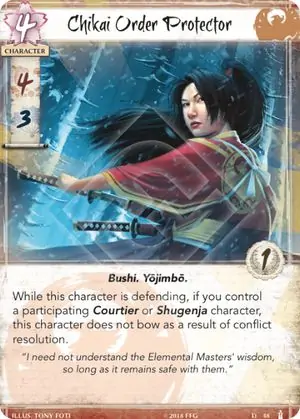 4
Chikai Order Protector
CHARACTER
4
3
Bushi. Yōjimbō.
1
While this character is defending, if you control
a participating Courtier or Shugenja character,
this character does not bow as a result of conflict
resolution.
“I need not understand the Elemental Masters’ wisdom,
so long as it remains safe with them.”
ILLUS. TONY FOTI
©2018 FFG
48